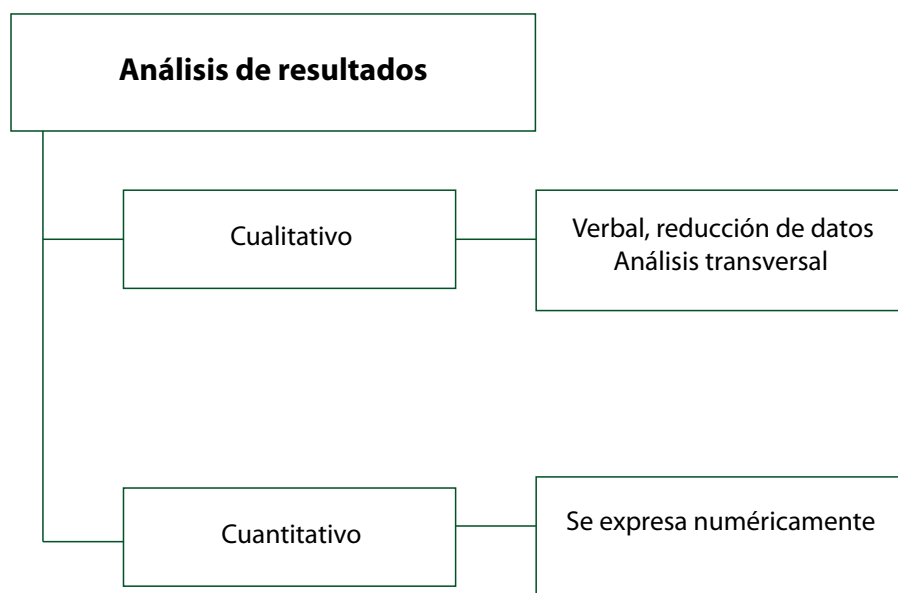 Análisis de resultados
Cualitativo
Verbal, reducción de datos
Análisis transversal
Cuantitativo
Se expresa numéricamente